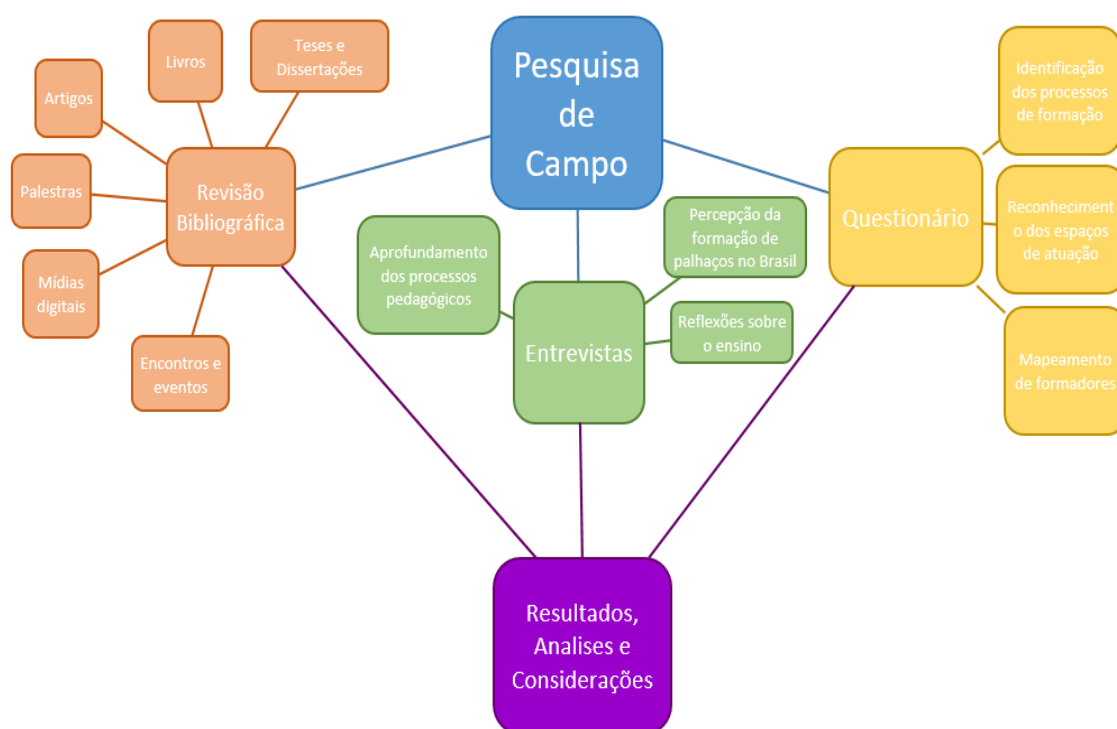 Teses e
Dissertações
Livros
Artigos
Palestras
Mídias
digitais
Encontros e
eventos
Revisão
Bibliográfica
Pesquisa
de
Campo
Aprofundamento
dos processos
pedagógicos
Percepção da
formação de
palhaços no Brasil
Reflexões sobre
o ensino
Entrevistas
Questionário
Identificação
dos processos
de formação
Reconheciment
o dos espaços
de atuação
Mapeamento
de formadores
Resultados,
Analises e
Considerações